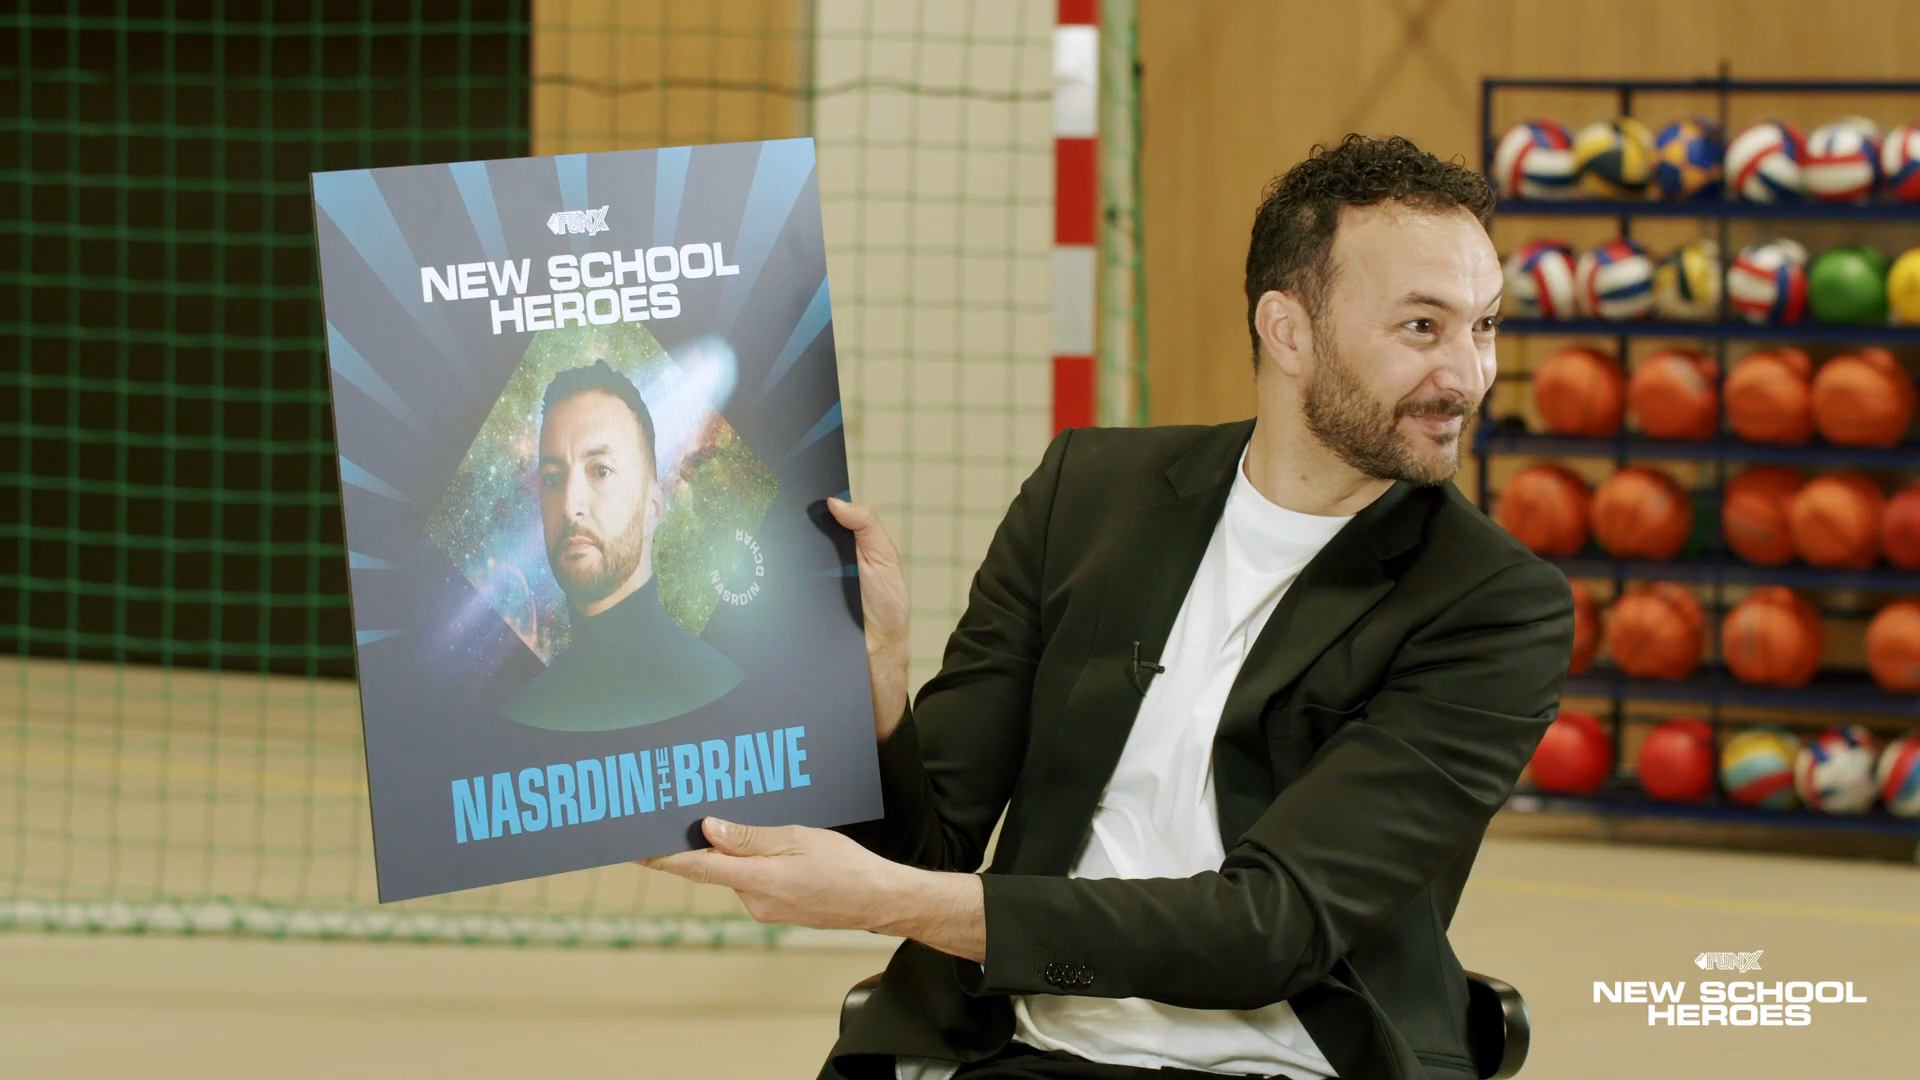 FUNX
NEW SCHOOL
HEROES
NASRDIN DCHAR
NASRDIN THE BRAVE
FUNX
NEW SCHOOL
HEROES